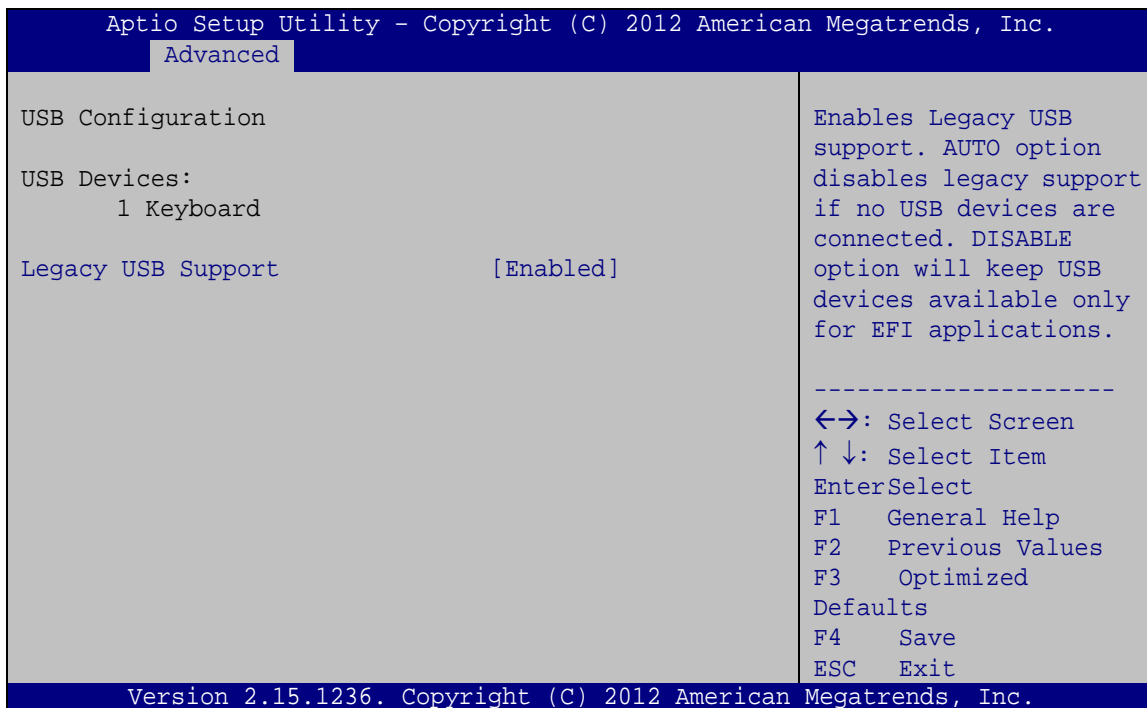 Aptio Setup Utility – Copyright (C) 2012 American Megatrends, Inc.
Advanced
USB Configuration
USB Devices:
1 Keyboard
Legacy USB Support [Enabled]
Enables Legacy USB
support. AUTO option
disables legacy support
if no USB devices are
connected. DISABLE
option will keep USB
devices available only
for EFI applications.
---------------------
←→: Select Screen
↑ ↓: Select Item
EnterSelect
F1 General Help
F2 Previous Values
F3 Optimized
Defaults
F4 Save
ESC Exit
Version 2.15.1236. Copyright (C) 2012 American Megatrends, Inc.